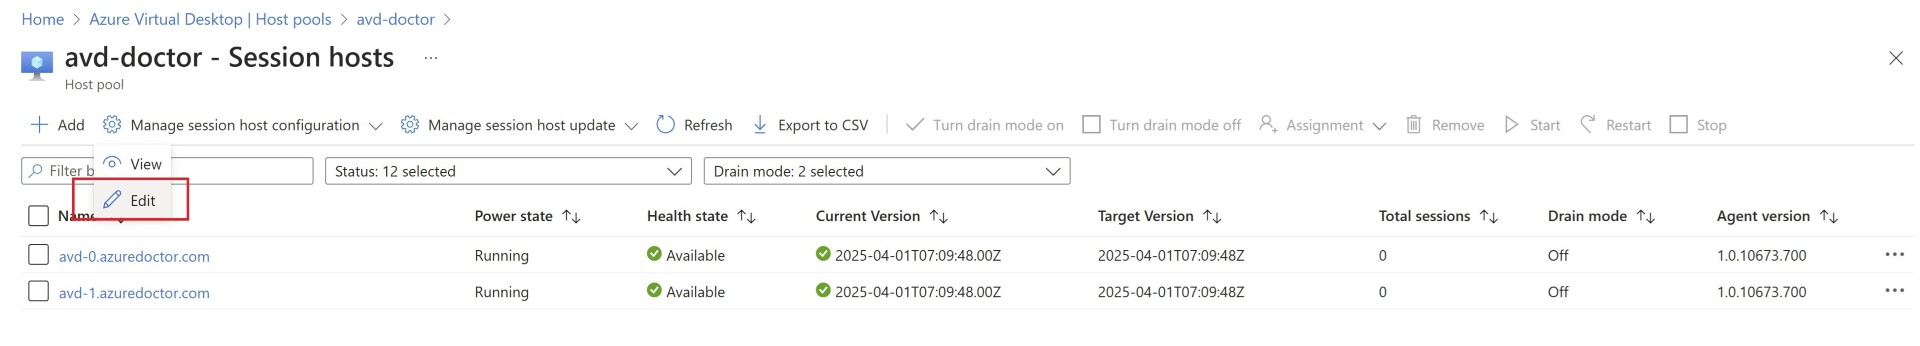 Home > Azure Virtual Desktop | Host pools > avd-doctor >
avd-doctor - Session hosts ...
Host pool
Add Manage session host configuration Manage session host update Refresh Export to CSV Turn drain mode on Turn drain mode off Assignment Remove Start Restart Stop
View
Filter b Status: 12 selected Drain mode: 2 selected
Edit
Name Power state Health state Current Version Target Version Total sessions Drain mode Agent version
avd-0.azuredoctor.com Running Available 2025-04-01T07:09:48.00Z 2025-04-01T07:09:48Z 0 Off 1.0.10673.700 ...
avd-1.azuredoctor.com Running Available 2025-04-01T07:09:48.00Z 2025-04-01T07:09:48Z 0 Off 1.0.10673.700 ...